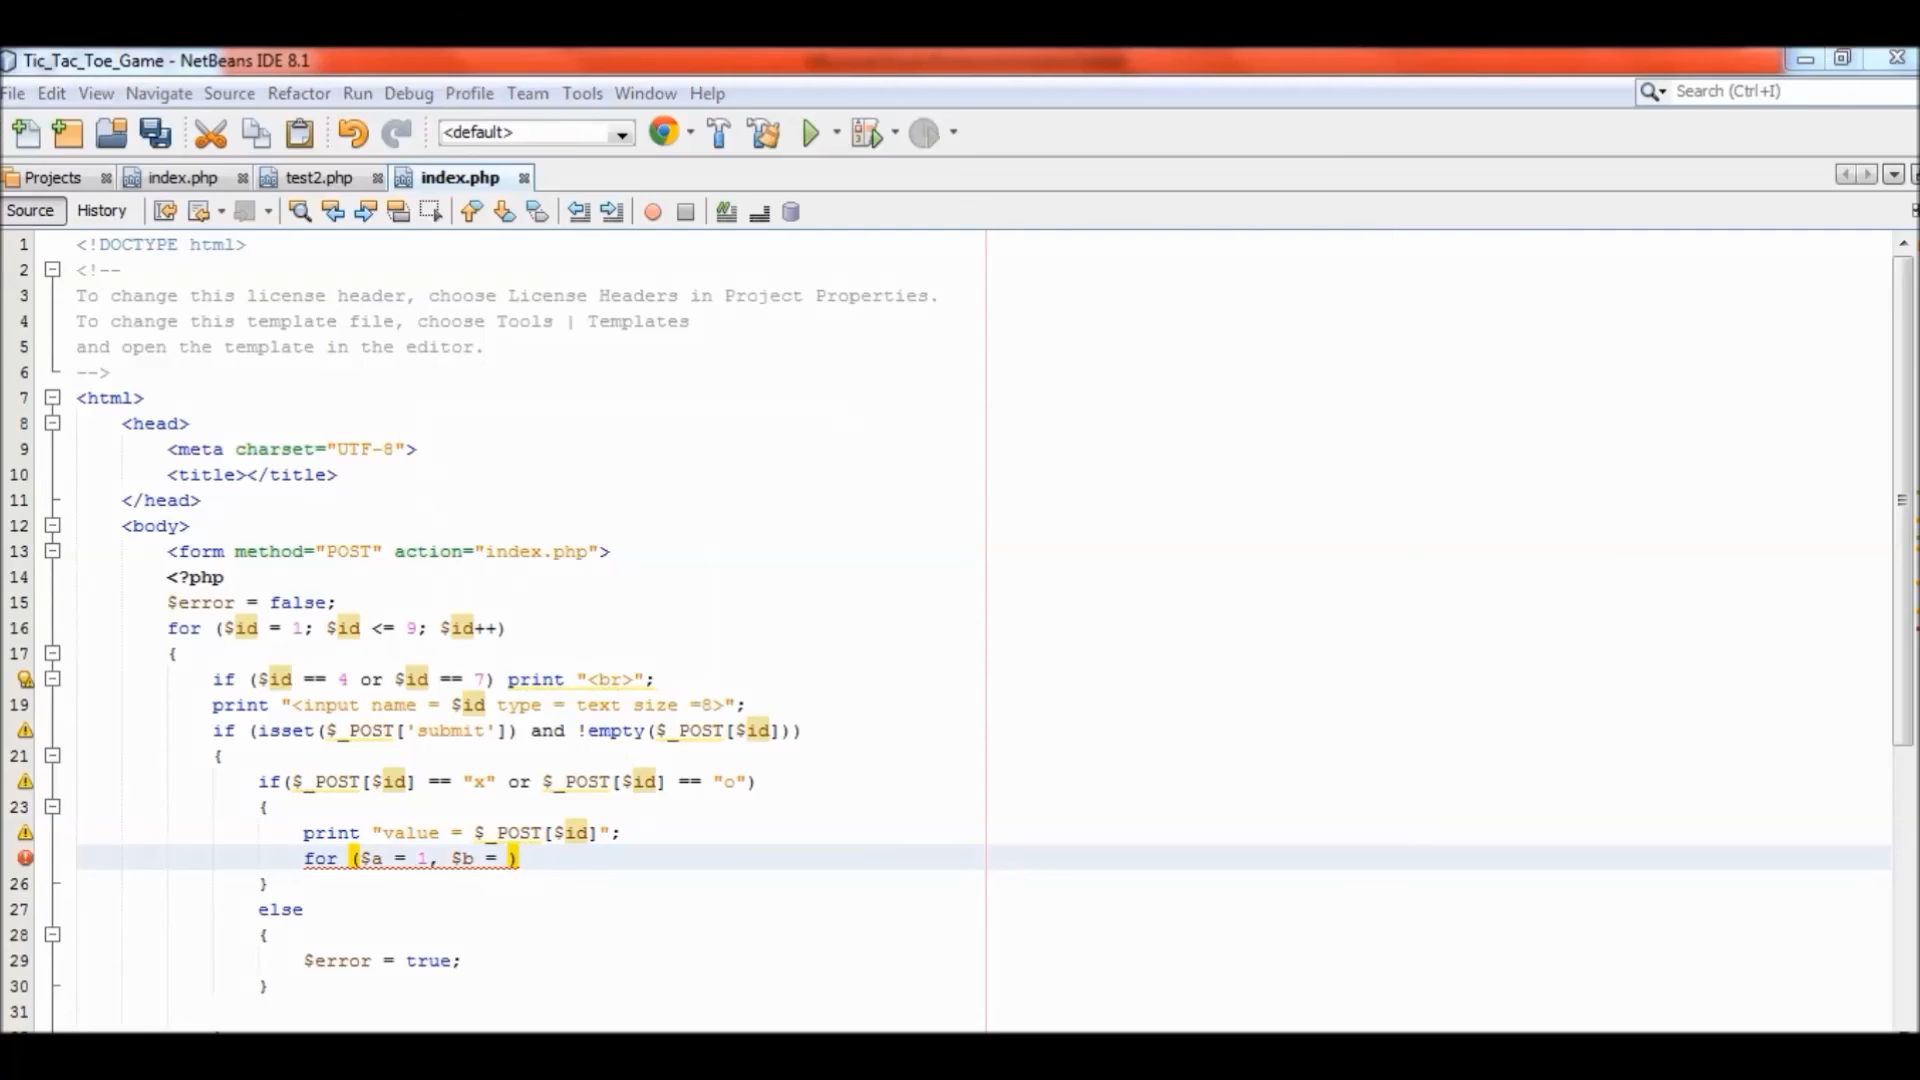 Tic_Tac_Toe_Game - NetBeans IDE 8.1
File Edit View Navigate Source Refactor Run Debug Profile Team Tools Window Help
Search (Ctrl+I)
<default>
Projects index.php test2.php index.php
Source History
1 <!DOCTYPE html>
2 <!--
3 To change this license header, choose License Headers in Project Properties.
4 To change this template file, choose Tools | Templates
5 and open the template in the editor.
6 -->
7 <html>
8 <head>
9 <meta charset="UTF-8">
10 <title></title>
11 </head>
12 <body>
13 <form method="POST" action="index.php">
14 <?php
15 $error = false;
16 for ($id = 1; $id <= 9; $id++)
17 {
if ($id == 4 or $id == 7) print "<br>";
19 print "<input name = $id type = text size =8>";
if (isset($_POST['submit']) and !empty($_POST[$id]))
21 {
if($_POST[$id] == "x" or $_POST[$id] == "o")
23 {
print "value = $_POST[$id]";
for ($a = 1, $b = )
26 }
27 else
28 {
29 $error = true;
30 }
31